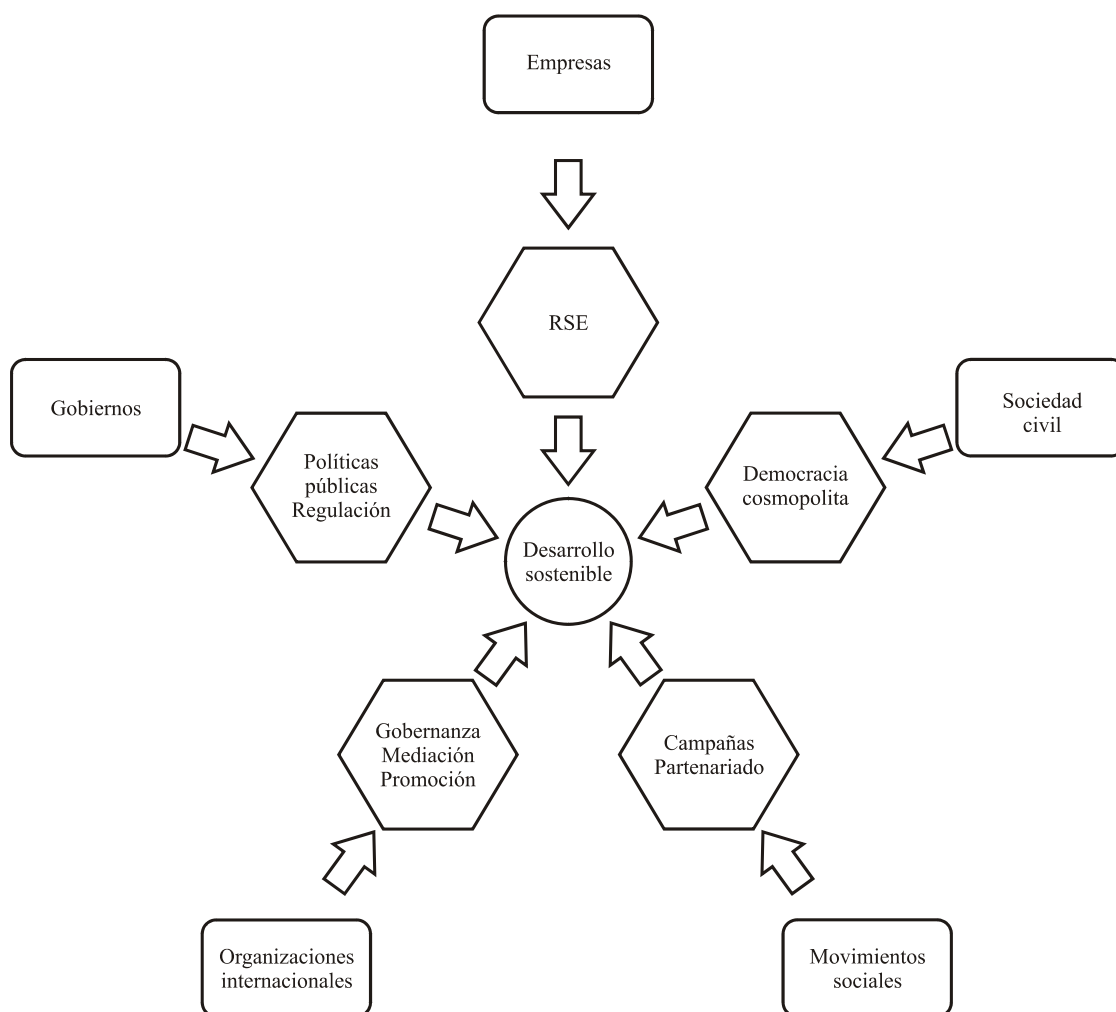 Empresas
RSE
Gobiernos
Políticas
públicas
Regulación
Sociedad
civil
Democracia
cosmopolita
Desarrollo
sostenible
Gobernanza
Mediación
Promoción
Campañas
Partenariado
Organizaciones
internacionales
Movimientos
sociales